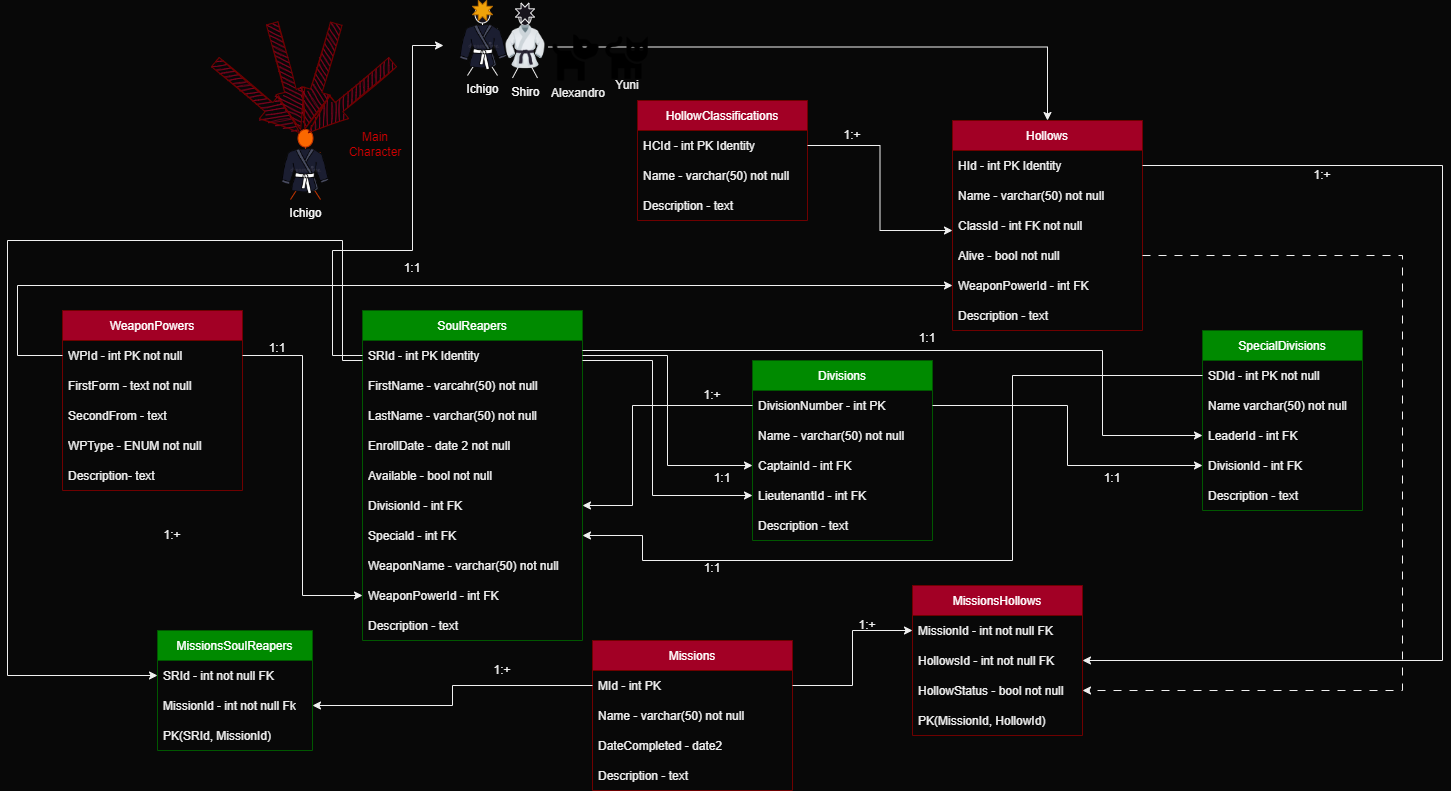 Ichigo
Shiro
Alexandro
Yuni
Main
Character
Ichigo
HollowClassifications
HCId - int PK Identity
Name - varchar(50) not null
Description - text
1:+
Hollows
HId - int PK Identity
Name - varchar(50) not null
ClassId - int FK not null
Alive - bool not null
WeaponPowerId - int FK
Description - text
1:+
1:1
WeaponPowers
WPId - int PK not null
FirstForm - text not null
SecondFrom - text
WPType - ENUM not null
Description- text
1:1
SoulReapers
SRId - int PK Identity
FirstName - varcahr(50) not null
LastName - varchar(50) not null
EnrollDate - date 2 not null
Available - bool not null
DivisionId - int FK
SpeciaId - int FK
WeaponName - varchar(50) not null
WeaponPowerId - int FK
Description - text
1:1
1:+
Divisions
DivisionNumber - int PK
Name - varchar(50) not null
CaptainId - int FK
LieutenantId - int FK
Description - text
1:1
SpecialDivisions
SDId - int PK not null
Name varchar(50) not null
LeaderId - int FK
DivisionId - int FK
Description - text
1:1
1:+
1:1
MissionsSoulReapers
SRId - int not null FK
MissionId - int not null Fk
PK(SRId, MissionId)
1:+
Missions
MId - int PK
Name - varchar(50) not null
DateCompleted - date2
Description - text
1:+
MissionsHollows
MissionId - int not null FK
HollowsId - int not null FK
HollowStatus - bool not null
PK(MissionId, HollowId)